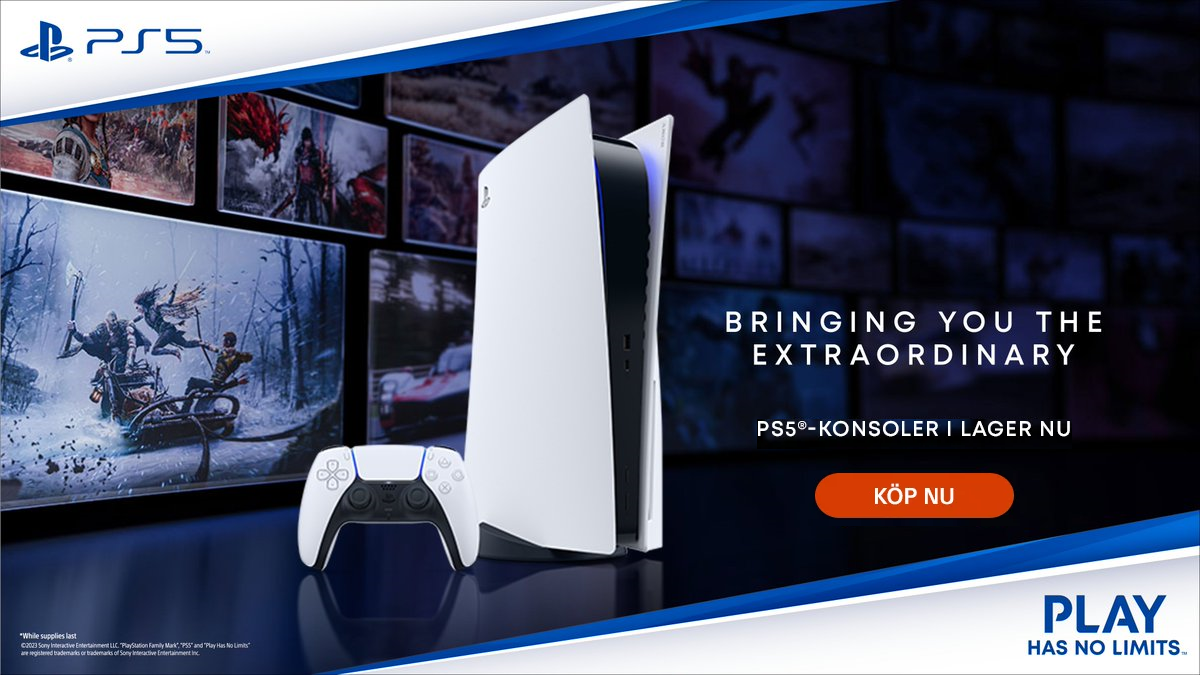 PS5™
BRINGING YOU THE
EXTRAORDINARY
PS5®-KONSOLER I LAGER NU
KÖP NU
*While supplies last
©2023 Sony Interactive Entertainment LLC. "PlayStation Family Mark", "PS5" and "Play Has No Limits"
are registered trademarks or trademarks of Sony Interactive Entertainment Inc.
PLAY
HAS NO LIMITS™